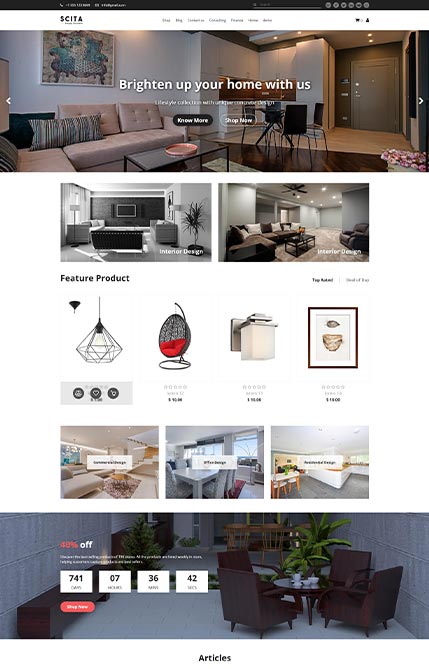 SCITA
Shop Blog Contact us Consulting Finance Home demo
Brighten up your home with us
Lifestyle collection with unique concrete design
Know More Shop Now
Interior Design Interior Design
Feature Product
Top Rated | Deal of Day
$ 10.00 $ 10.00 $ 10.00
Commercial Design Office Design Residential Design
40% off
741 07 36 42
DAYS HOURS MINS SECS
Shop Now
Articles